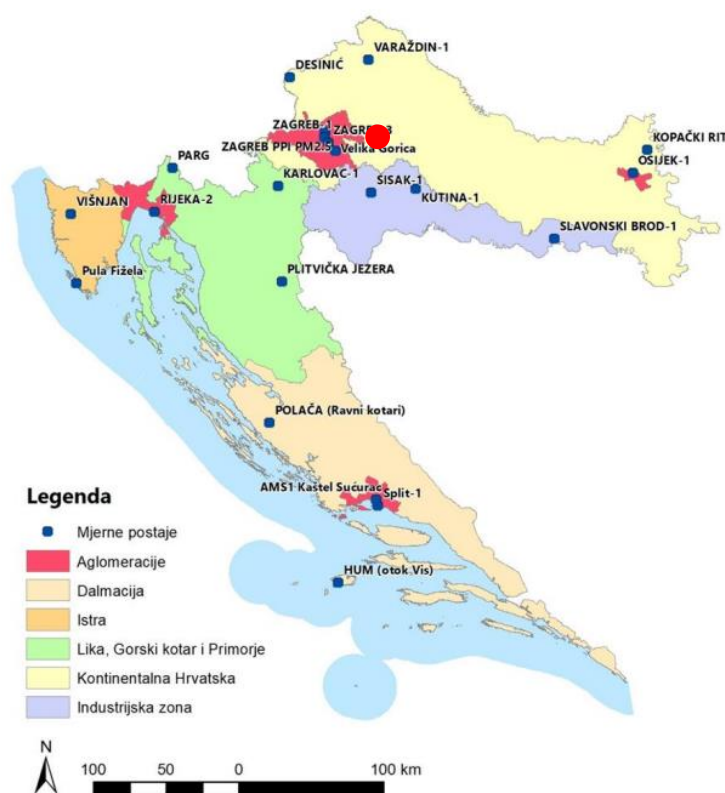 VARAŽDIN-1
DESINIĆ
ZAGREB-1
ZAGREB PPI PM2.5
Velika Gorica
KOPAČKI RIT
OSIJEK-1
PARG
KARLOVAC-1
SISAK-1
KUTINA-1
VIŠNJAN
RIJEKA-2
SLAVONSKI BROD-1
Pula Fižela
PLITVIČKA JEZERA
POLAČA (Ravni kotari)
AMS1 Kaštel Sućurac
Split-1
HUM (otok Vis)
Legenda
Mjerne postaje
Aglomeracije
Dalmacija
Istra
Lika, Gorski kotar i Primorje
Kontinentalna Hrvatska
Industrijska zona
N
100 50 0 100 km